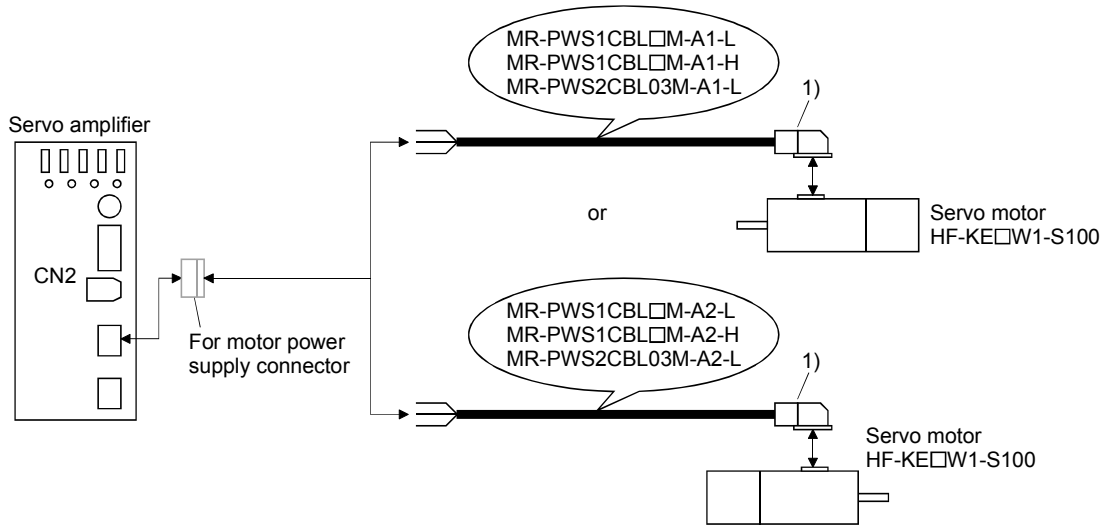 MR-PWS1CBL□M-A1-L
MR-PWS1CBL□M-A1-H
MR-PWS2CBL03M-A1-L
1)
Servo amplifier
or
Servo motor
HF-KE□W1-S100
CN2
For motor power
supply connector
MR-PWS1CBL□M-A2-L
MR-PWS1CBL□M-A2-H
MR-PWS2CBL03M-A2-L
1)
Servo motor
HF-KE□W1-S100